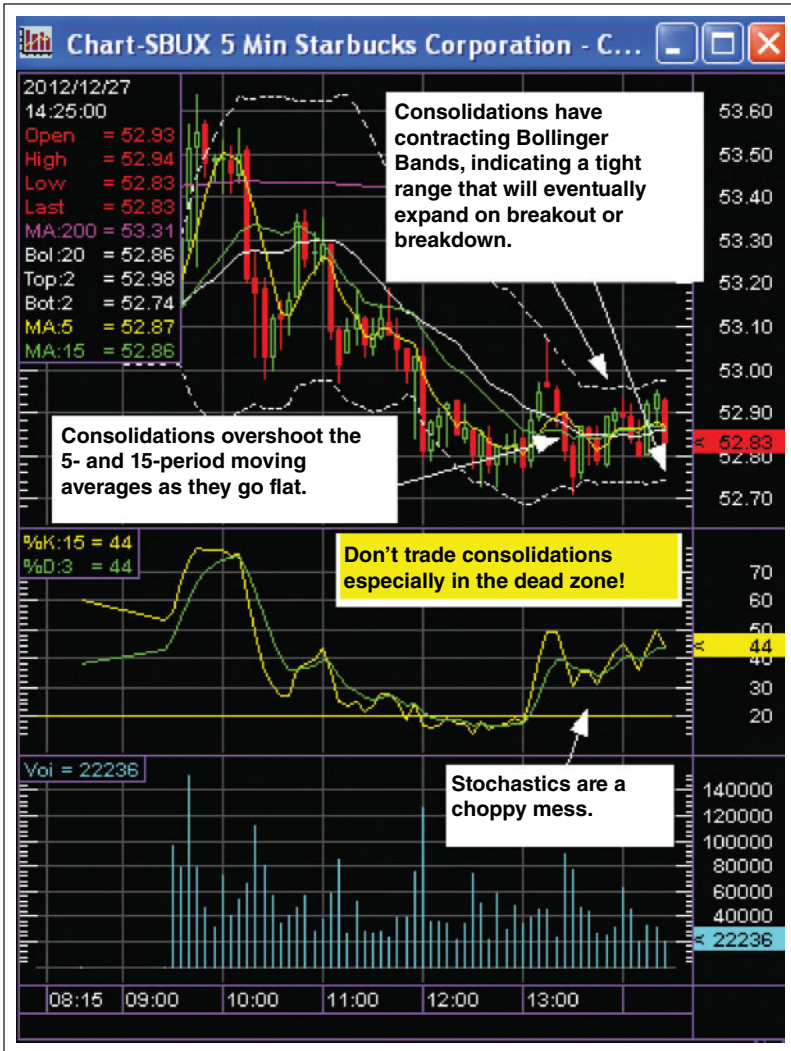 Chart-SBUX 5 Min Starbucks Corporation - C...
2012/12/27
14:25:00
Open = 52.93
High = 52.94
Low = 52.83
Last = 52.83
MA:200 = 53.31
Bol:20 = 52.86
Top:2 = 52.98
Bot:2 = 52.74
MA:5 = 52.87
MA:15 = 52.86
Consolidations have
contracting Bollinger
Bands, indicating a tight
range that will eventually
expand on breakout or
breakdown.
53.60
53.50
53.40
53.30
53.20
53.10
53.00
52.90
52.83
52.80
52.70
Consolidations overshoot the
5- and 15-period moving
averages as they go flat.
%K:15 = 44
%D:3 = 44
Don't trade consolidations
especially in the dead zone!
70
60
50
44
40
30
20
Voi = 22236
Stochastics are a
choppy mess.
140000
120000
100000
80000
60000
40000
22236
08:15 09:00 10:00 11:00 12:00 13:00